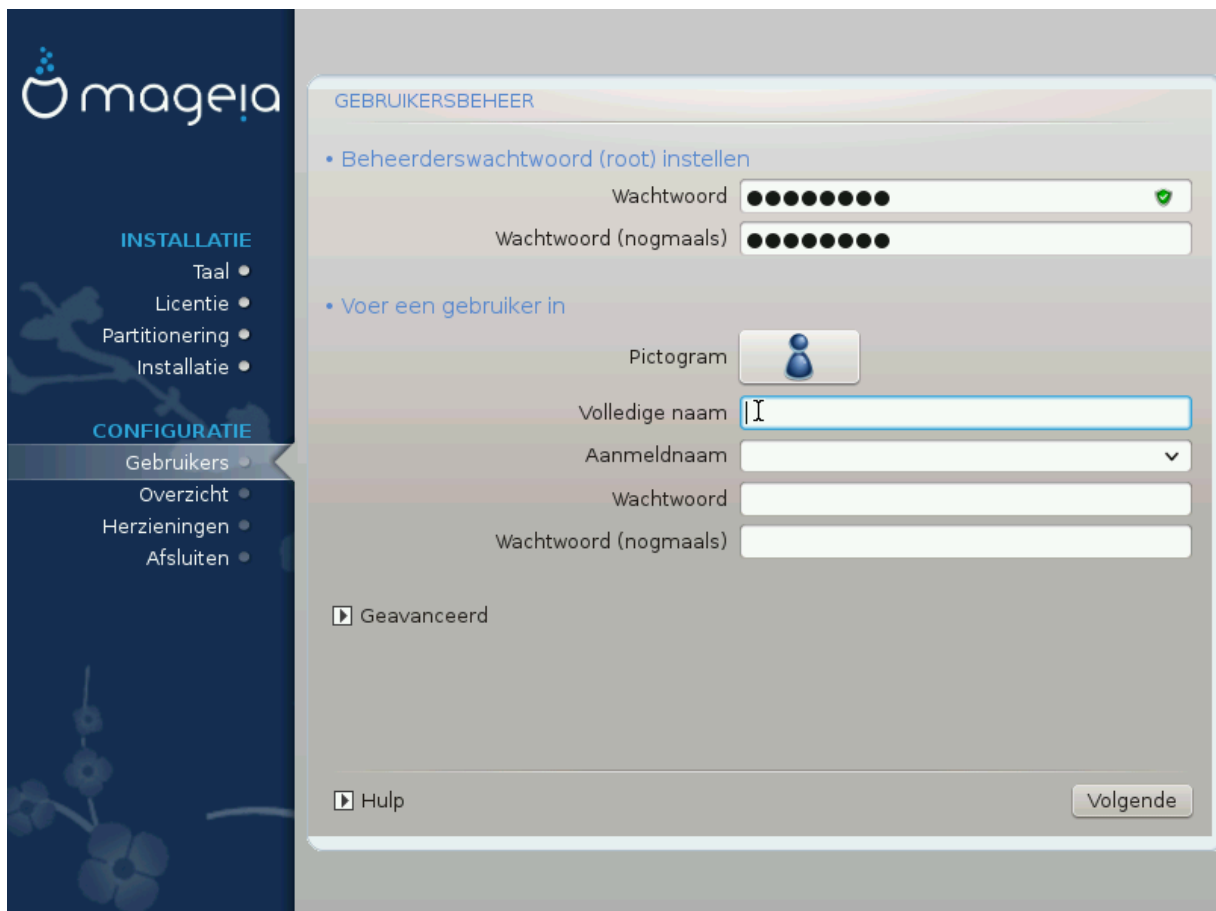 mageia
INSTALLATIE
Taal
Licentie
Partitionering
Installatie
CONFIGURATIE
Gebruikers
Overzicht
Herzieningen
Afsluiten
GEBRUIKERSBEHEER
• Beheerderswachtwoord (root) instellen
Wachtwoord ●●●●●●●●
Wachtwoord (nogmaals) ●●●●●●●●
• Voer een gebruiker in
Pictogram
Volledige naam
Aanmeldnaam
Wachtwoord
Wachtwoord (nogmaals)
Geavanceerd
Hulp
Volgende